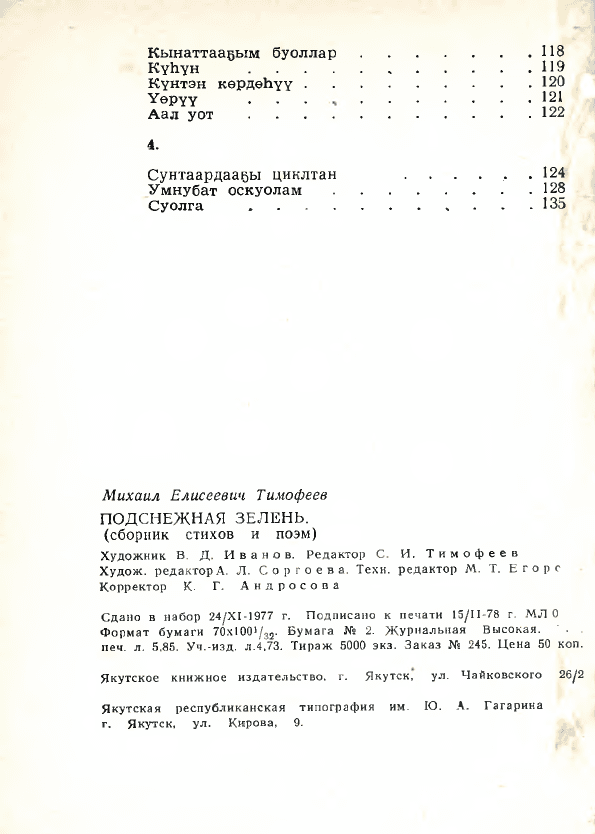 Кынаттааҕым буоллар . . . . . . . 118
Күһүн . . . . . . . . . . . 119
Күнтэн көрдөһүү . . . . . . . . . 120
Үөрүү . . . . . . . . . . . 121
Аал уот . . . . . . . . . . . 122
4.
Сунтаардааҕы циклтан . . . . . . 124
Умнубат оскуолам . . . . . . . . 128
Суолга . . . . . . . . . . . 135
Михаил Елисеевич Тимофеев
ПОДСНЕЖНАЯ ЗЕЛЕНЬ.
(сборник стихов и поэм)
Художник В. Д. Иванов. Редактор С. И. Тимофеев
Худож. редактор А. Л. Соргоева. Техн. редактор М. Т. Егоро
Корректор К. Г. Андросова
Сдано в набор 24/XI-1977 г. Подписано к печати 15/II-78 г. МЛ 0
Формат бумаги 70х100¹/₃₂. Бумага № 2. Журнальная Высокая.
печ. л. 5,85. Уч.-изд. л.4,73. Тираж 5000 экз. Заказ № 245. Цена 50 коп.
Якутское книжное издательство, г. Якутск, ул. Чайковского 26/2
Якутская республиканская типография им. Ю. А. Гагарина
г. Якутск, ул. Кирова, 9.